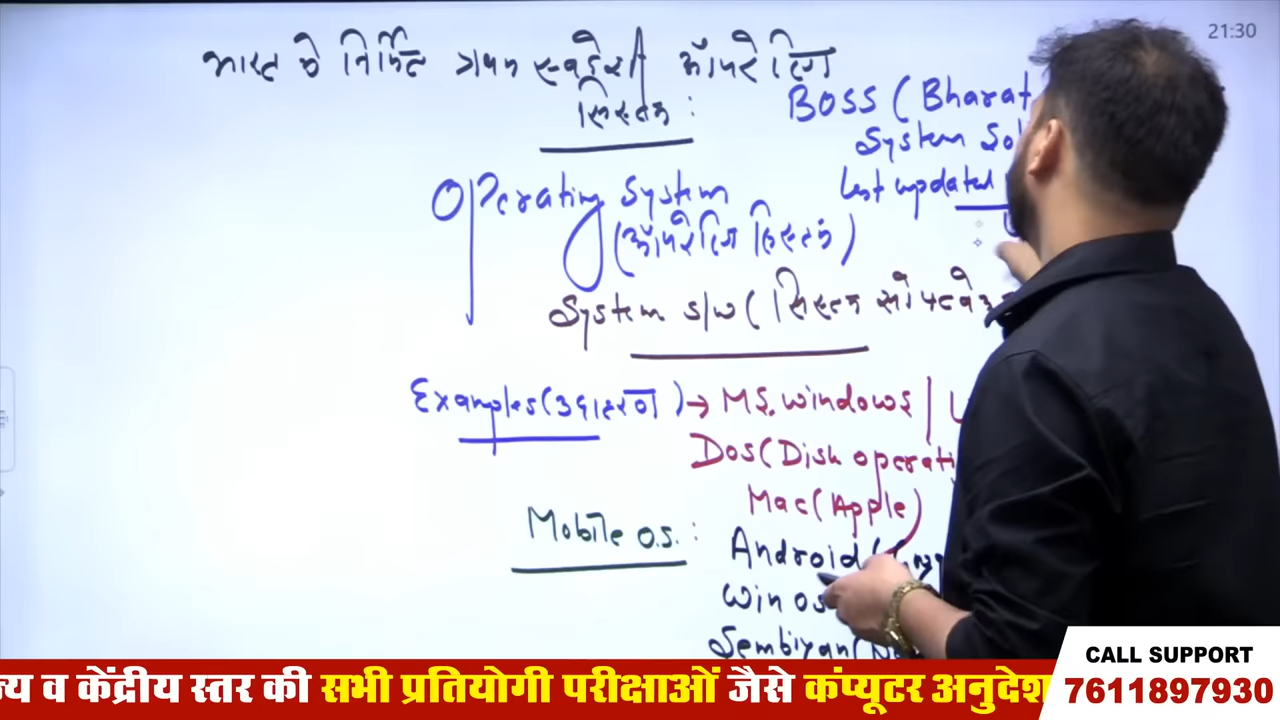 21:30
भारत के निर्मित प्रथम स्वदेशी ऑपरेटिंग
सिस्टम :
BOSS ( Bharat
System Sol
Last updated
Operating System
(ऑपरेटिंग सिस्टम)
System s/w ( सिस्टम सोफ्टवेयर
Examples (उदाहरण) → MS. Windows | L
DOS (Disk operati
Mac (Apple)
Mobile O.S. :
Android (
Win OS
Sembiyan (
व केंद्रीय स्तर की सभी प्रतियोगी परीक्षाओं जैसे कंप्यूटर अनुदेश
CALL SUPPORT
7611897930